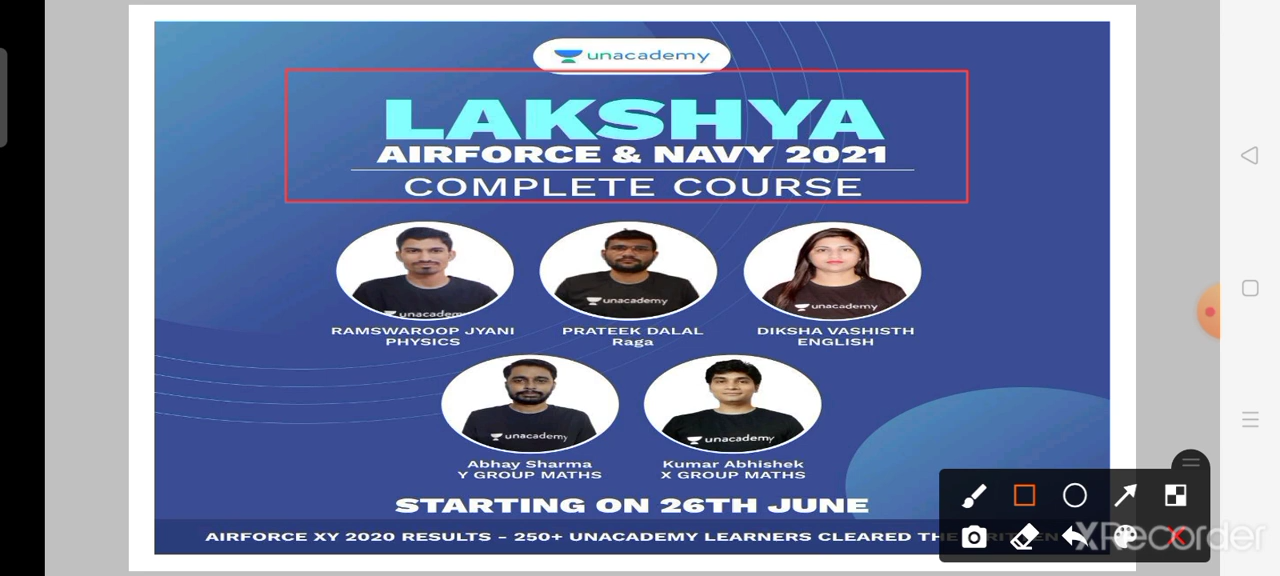 unacademy
LAKSHYA
AIRFORCE & NAVY 2021
COMPLETE COURSE
unacadem
unacademy
unacademy
RAMSWAROOP JYANI
PHYSICS
PRATEEK DALAL
Raga
DIKSHA VASHISTH
ENGLISH
unacademy
unacademy
Abhay Sharma
Y GROUP MATHS
Kumar Abhishek
X GROUP MATHS
STARTING ON 26TH JUNE
AIRFORCE XY 2020 RESULTS - 250+ UNACADEMY LEARNERS CLEARED THE
XRecorder